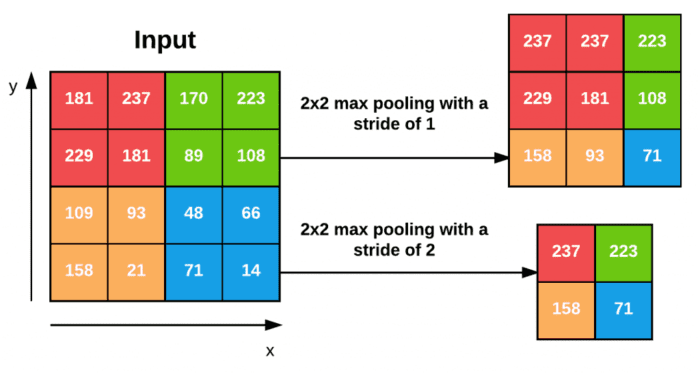 Input
y
181 237 170 223
229 181 89 108
109 93 48 66
158 21 71 14
x
2x2 max pooling with a
stride of 1
237 237 223
229 181 108
158 93 71
2x2 max pooling with a
stride of 2
237 223
158 71